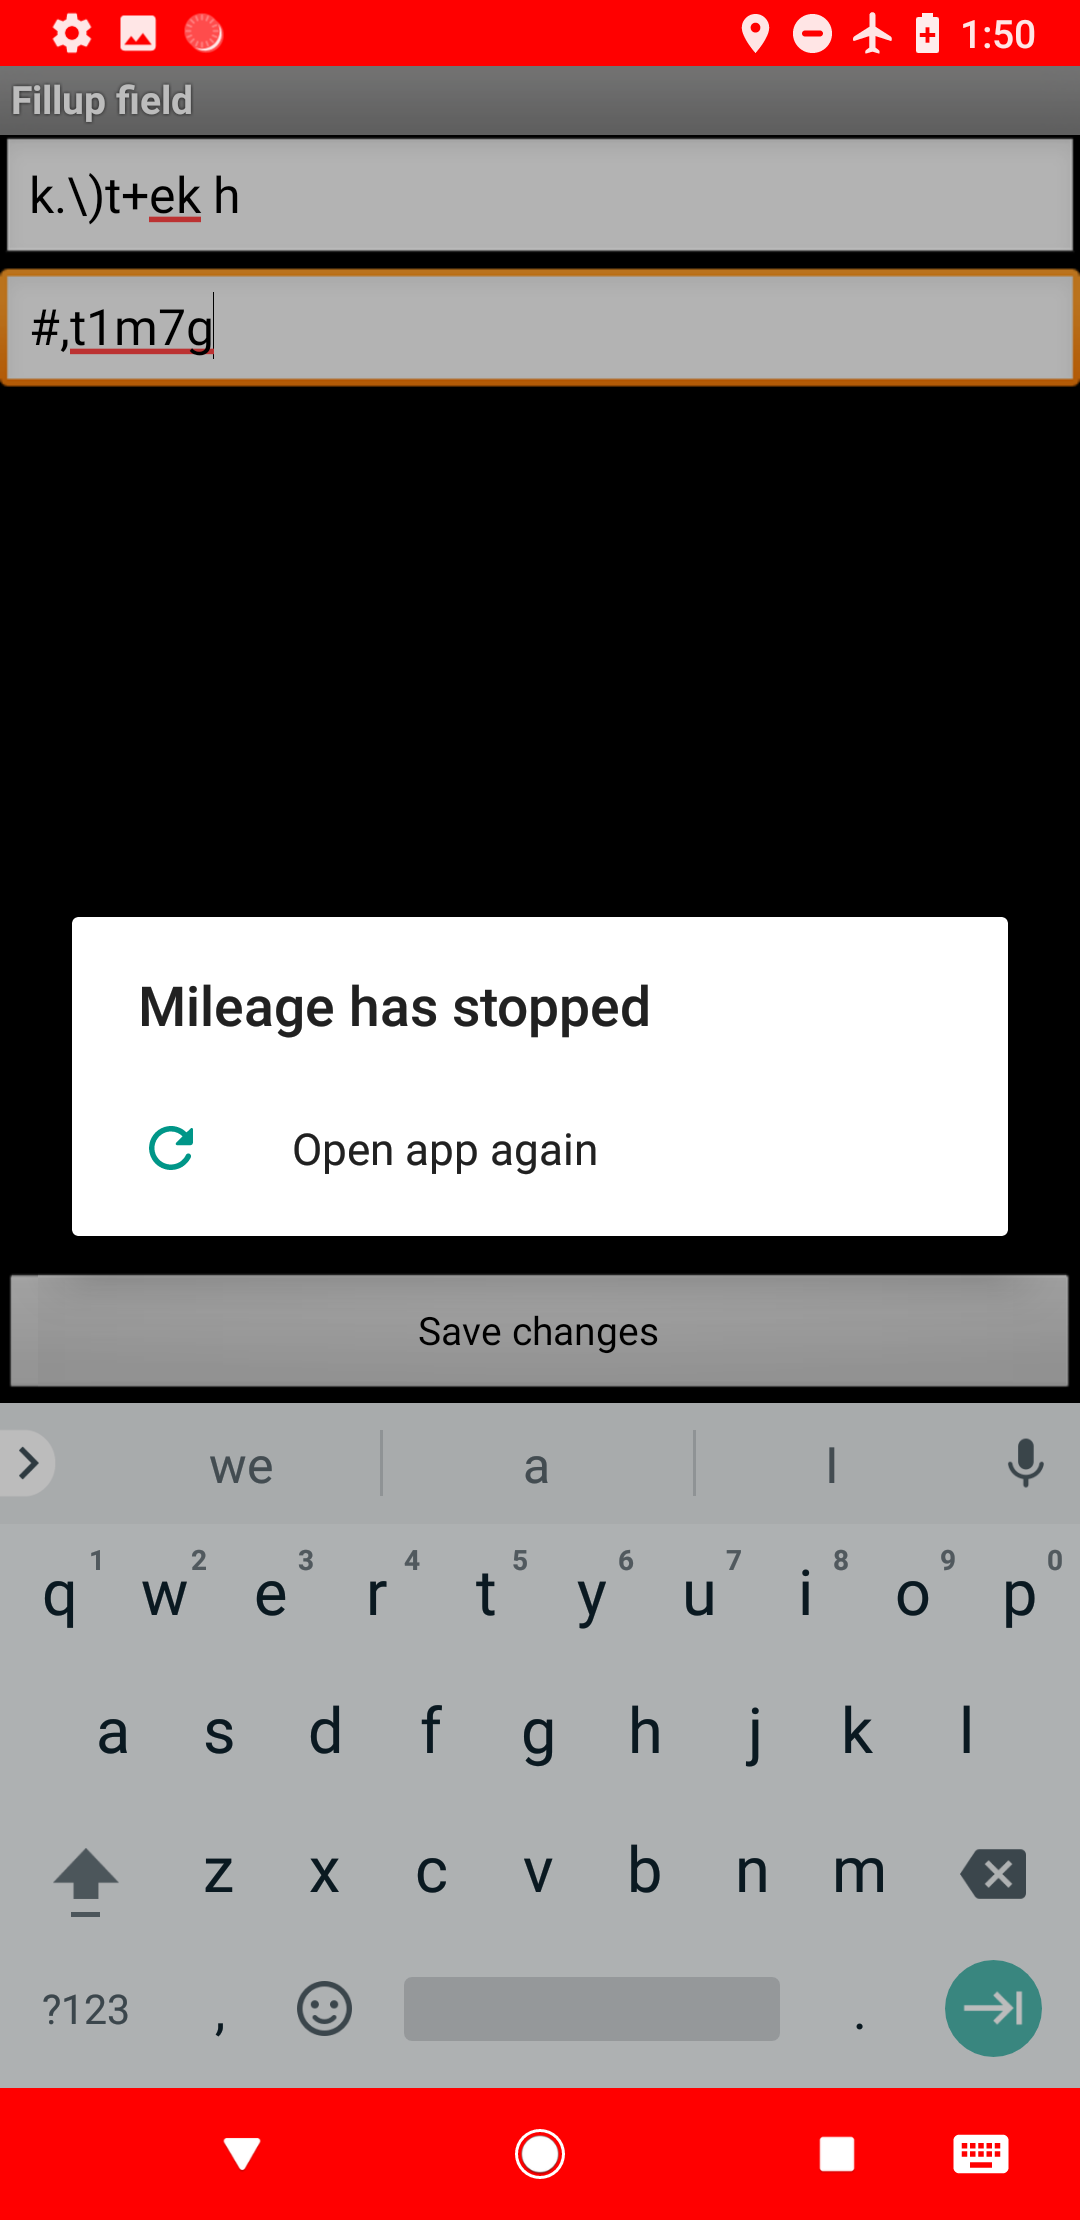 1:50
Fillup field
k.\)t+ek h
#,t1m7g
Mileage has stopped
Open app again
Save changes
we a I
1 2 3 4 5 6 7 8 9 0
q w e r t y u i o p
a s d f g h j k l
z x c v b n m
?123 , .